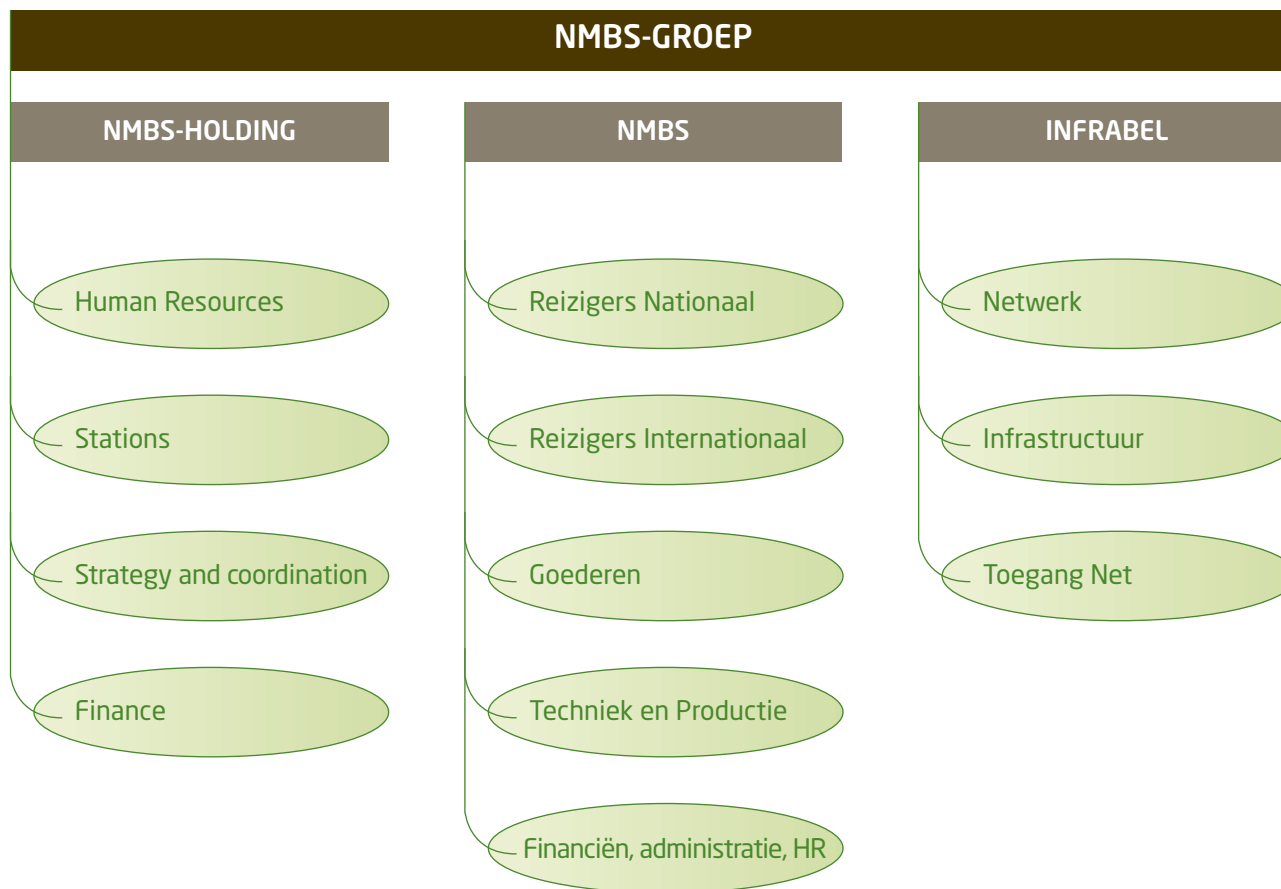 NMBS-GROEP
NMBS-HOLDING
Human Resources
Stations
Strategy and coordination
Finance
NMBS
Reizigers Nationaal
Reizigers Internationaal
Goederen
Techniek en Productie
Financiën, administratie, HR
INFRABEL
Netwerk
Infrastructuur
Toegang Net